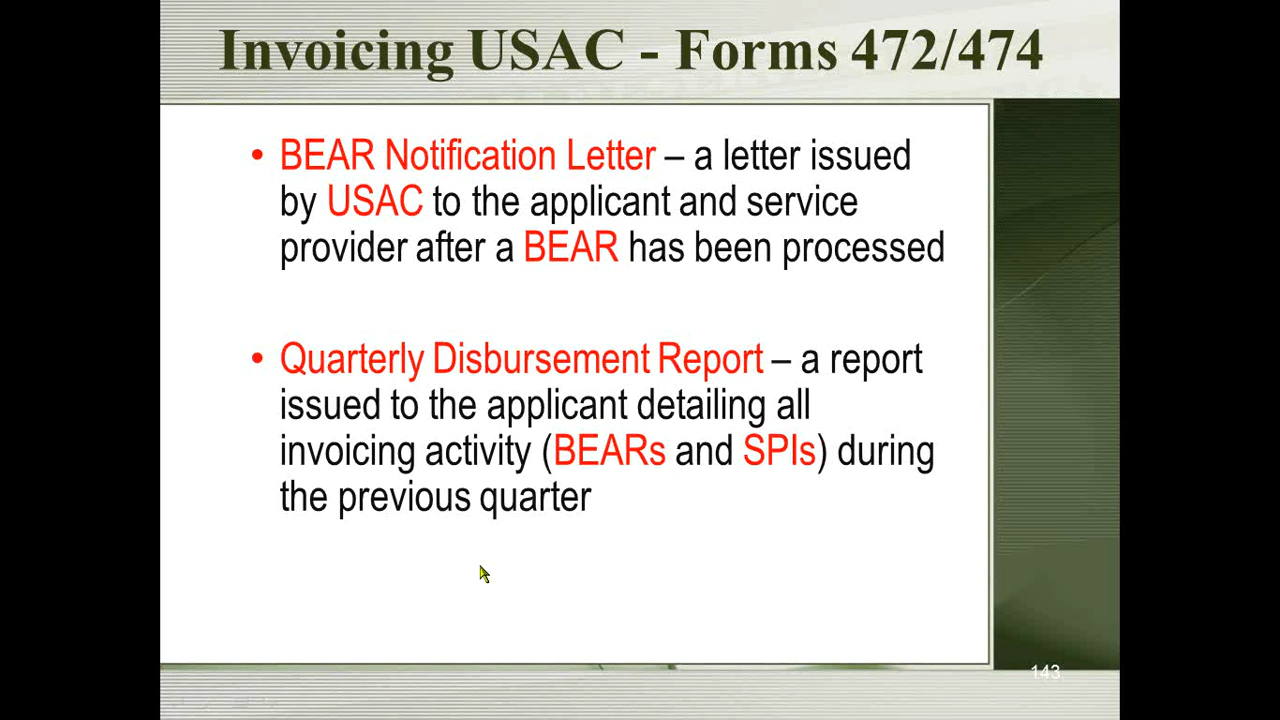 Invoicing USAC - Forms 472/474
• BEAR Notification Letter – a letter issued
by USAC to the applicant and service
provider after a BEAR has been processed
• Quarterly Disbursement Report – a report
issued to the applicant detailing all
invoicing activity (BEARs and SPIs) during
the previous quarter
143